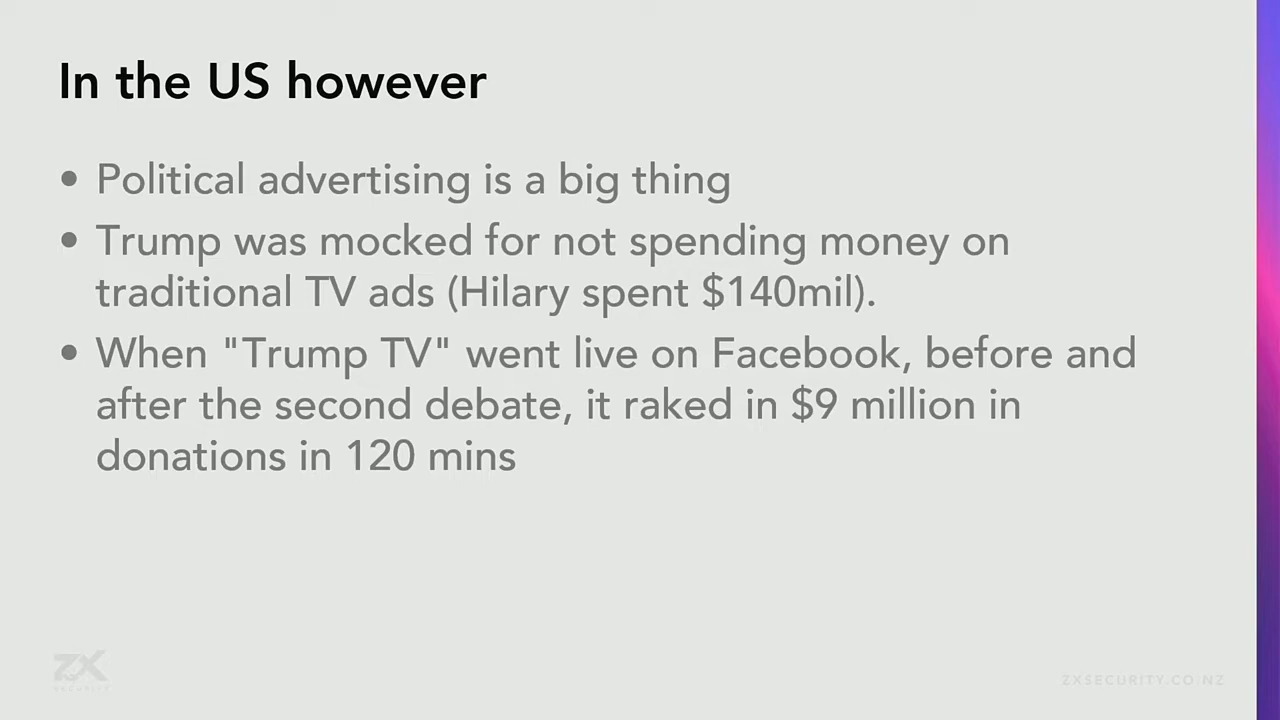 In the US however
• Political advertising is a big thing
• Trump was mocked for not spending money on
traditional TV ads (Hilary spent $140mil).
• When "Trump TV" went live on Facebook, before and
after the second debate, it raked in $9 million in
donations in 120 mins
ZX
SECURITY
ZXSECURITY.CO.NZ